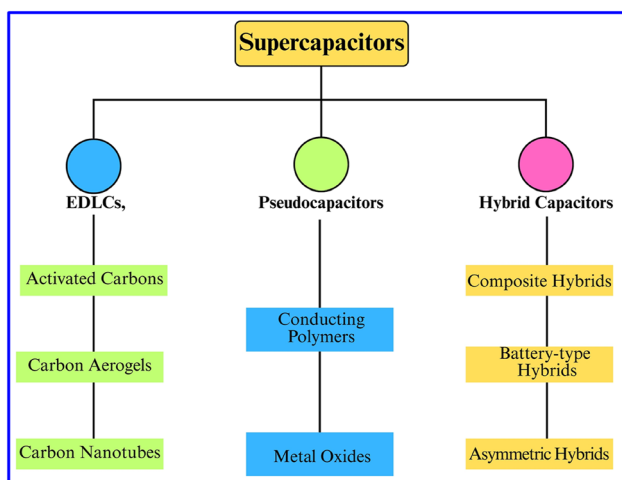 Supercapacitors
EDLCs,
Pseudocapacitors
Hybrid Capacitors
Activated Carbons
Composite Hybrids
Conducting
Polymers
Carbon Aerogels
Battery-type
Hybrids
Carbon Nanotubes
Metal Oxides
Asymmetric Hybrids